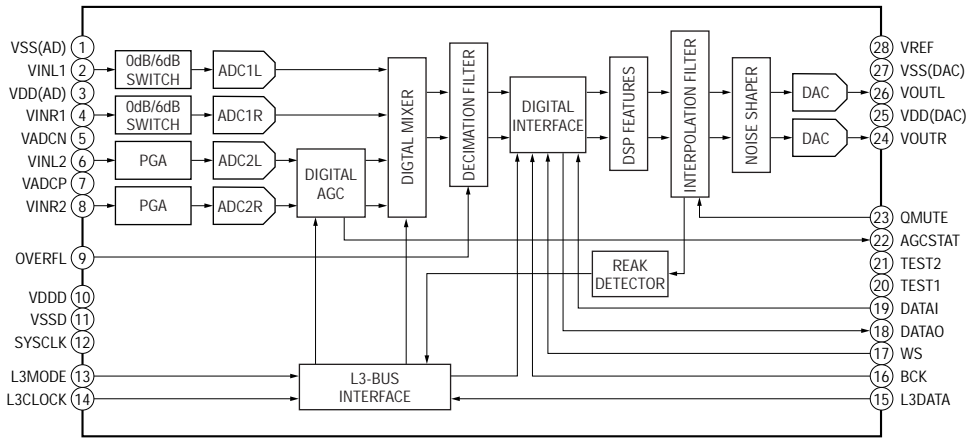 VSS(AD) 1
VINL1 2
VDD(AD) 3
VINR1 4
VADCN 5
VINL2 6
VADCP 7
VINR2 8
OVERFL 9
VDDD 10
VSSD 11
SYSCLK 12
L3MODE 13
L3CLOCK 14
0dB/6dB
SWITCH
ADC1L
0dB/6dB
SWITCH
ADC1R
PGA
ADC2L
PGA
ADC2R
DIGITAL
AGC
DIGTAL MIXER
DECIMATION FILTER
DIGITAL
INTERFACE
DSP FEATURES
INTERPOLATION FILTER
NOISE SHAPER
DAC
DAC
REAK
DETECTOR
L3-BUS
INTERFACE
28 VREF
27 VSS(DAC)
26 VOUTL
25 VDD(DAC)
24 VOUTR
23 QMUTE
22 AGCSTAT
21 TEST2
20 TEST1
19 DATAI
18 DATAO
17 WS
16 BCK
15 L3DATA